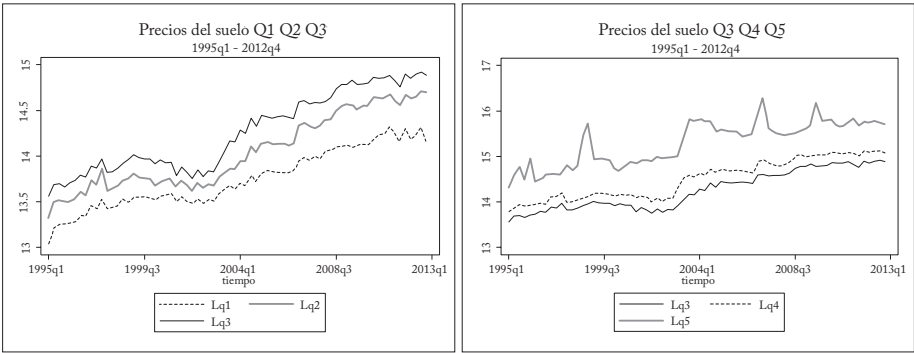 Precios del suelo Q1 Q2 Q3
1995q1 - 2012q4
15
14.5
14
13.5
13
1995q1 1999q3 2004q1 2008q3 2013q1
tiempo
Lq1 Lq2
Lq3
Precios del suelo Q3 Q4 Q5
1995q1 - 2012q4
17
16
15
14
13
1995q1 1999q3 2004q1 2008q3 2013q1
tiempo
Lq3 Lq4
Lq5